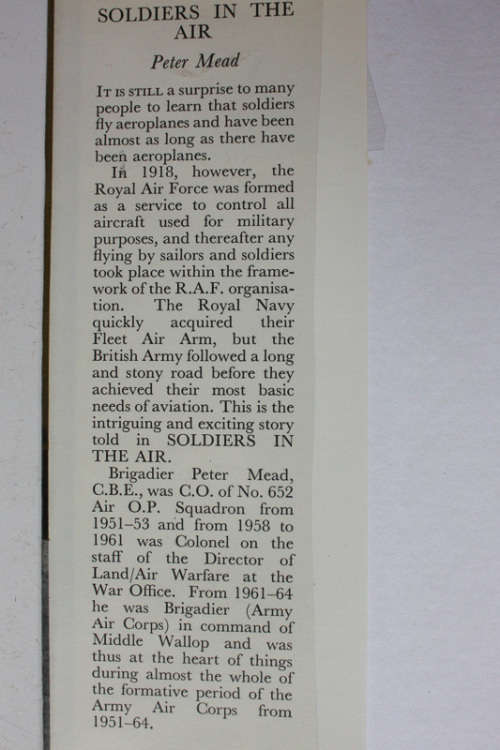 SOLDIERS IN THE
AIR
Peter Mead
IT IS STILL a surprise to many
people to learn that soldiers
fly aeroplanes and have been
almost as long as there have
been aeroplanes.
In 1918, however, the
Royal Air Force was formed
as a service to control all
aircraft used for military
purposes, and thereafter any
flying by sailors and soldiers
took place within the frame-
work of the R.A.F. organisa-
tion. The Royal Navy
quickly acquired their
Fleet Air Arm, but the
British Army followed a long
and stony road before they
achieved their most basic
needs of aviation. This is the
intriguing and exciting story
told in SOLDIERS IN
THE AIR.
Brigadier Peter Mead,
C.B.E., was C.O. of No. 652
Air O.P. Squadron from
1951–53 and from 1958 to
1961 was Colonel on the
staff of the Director of
Land/Air Warfare at the
War Office. From 1961–64
he was Brigadier (Army
Air Corps) in command of
Middle Wallop and was
thus at the heart of things
during almost the whole of
the formative period of the
Army Air Corps from
1951–64.